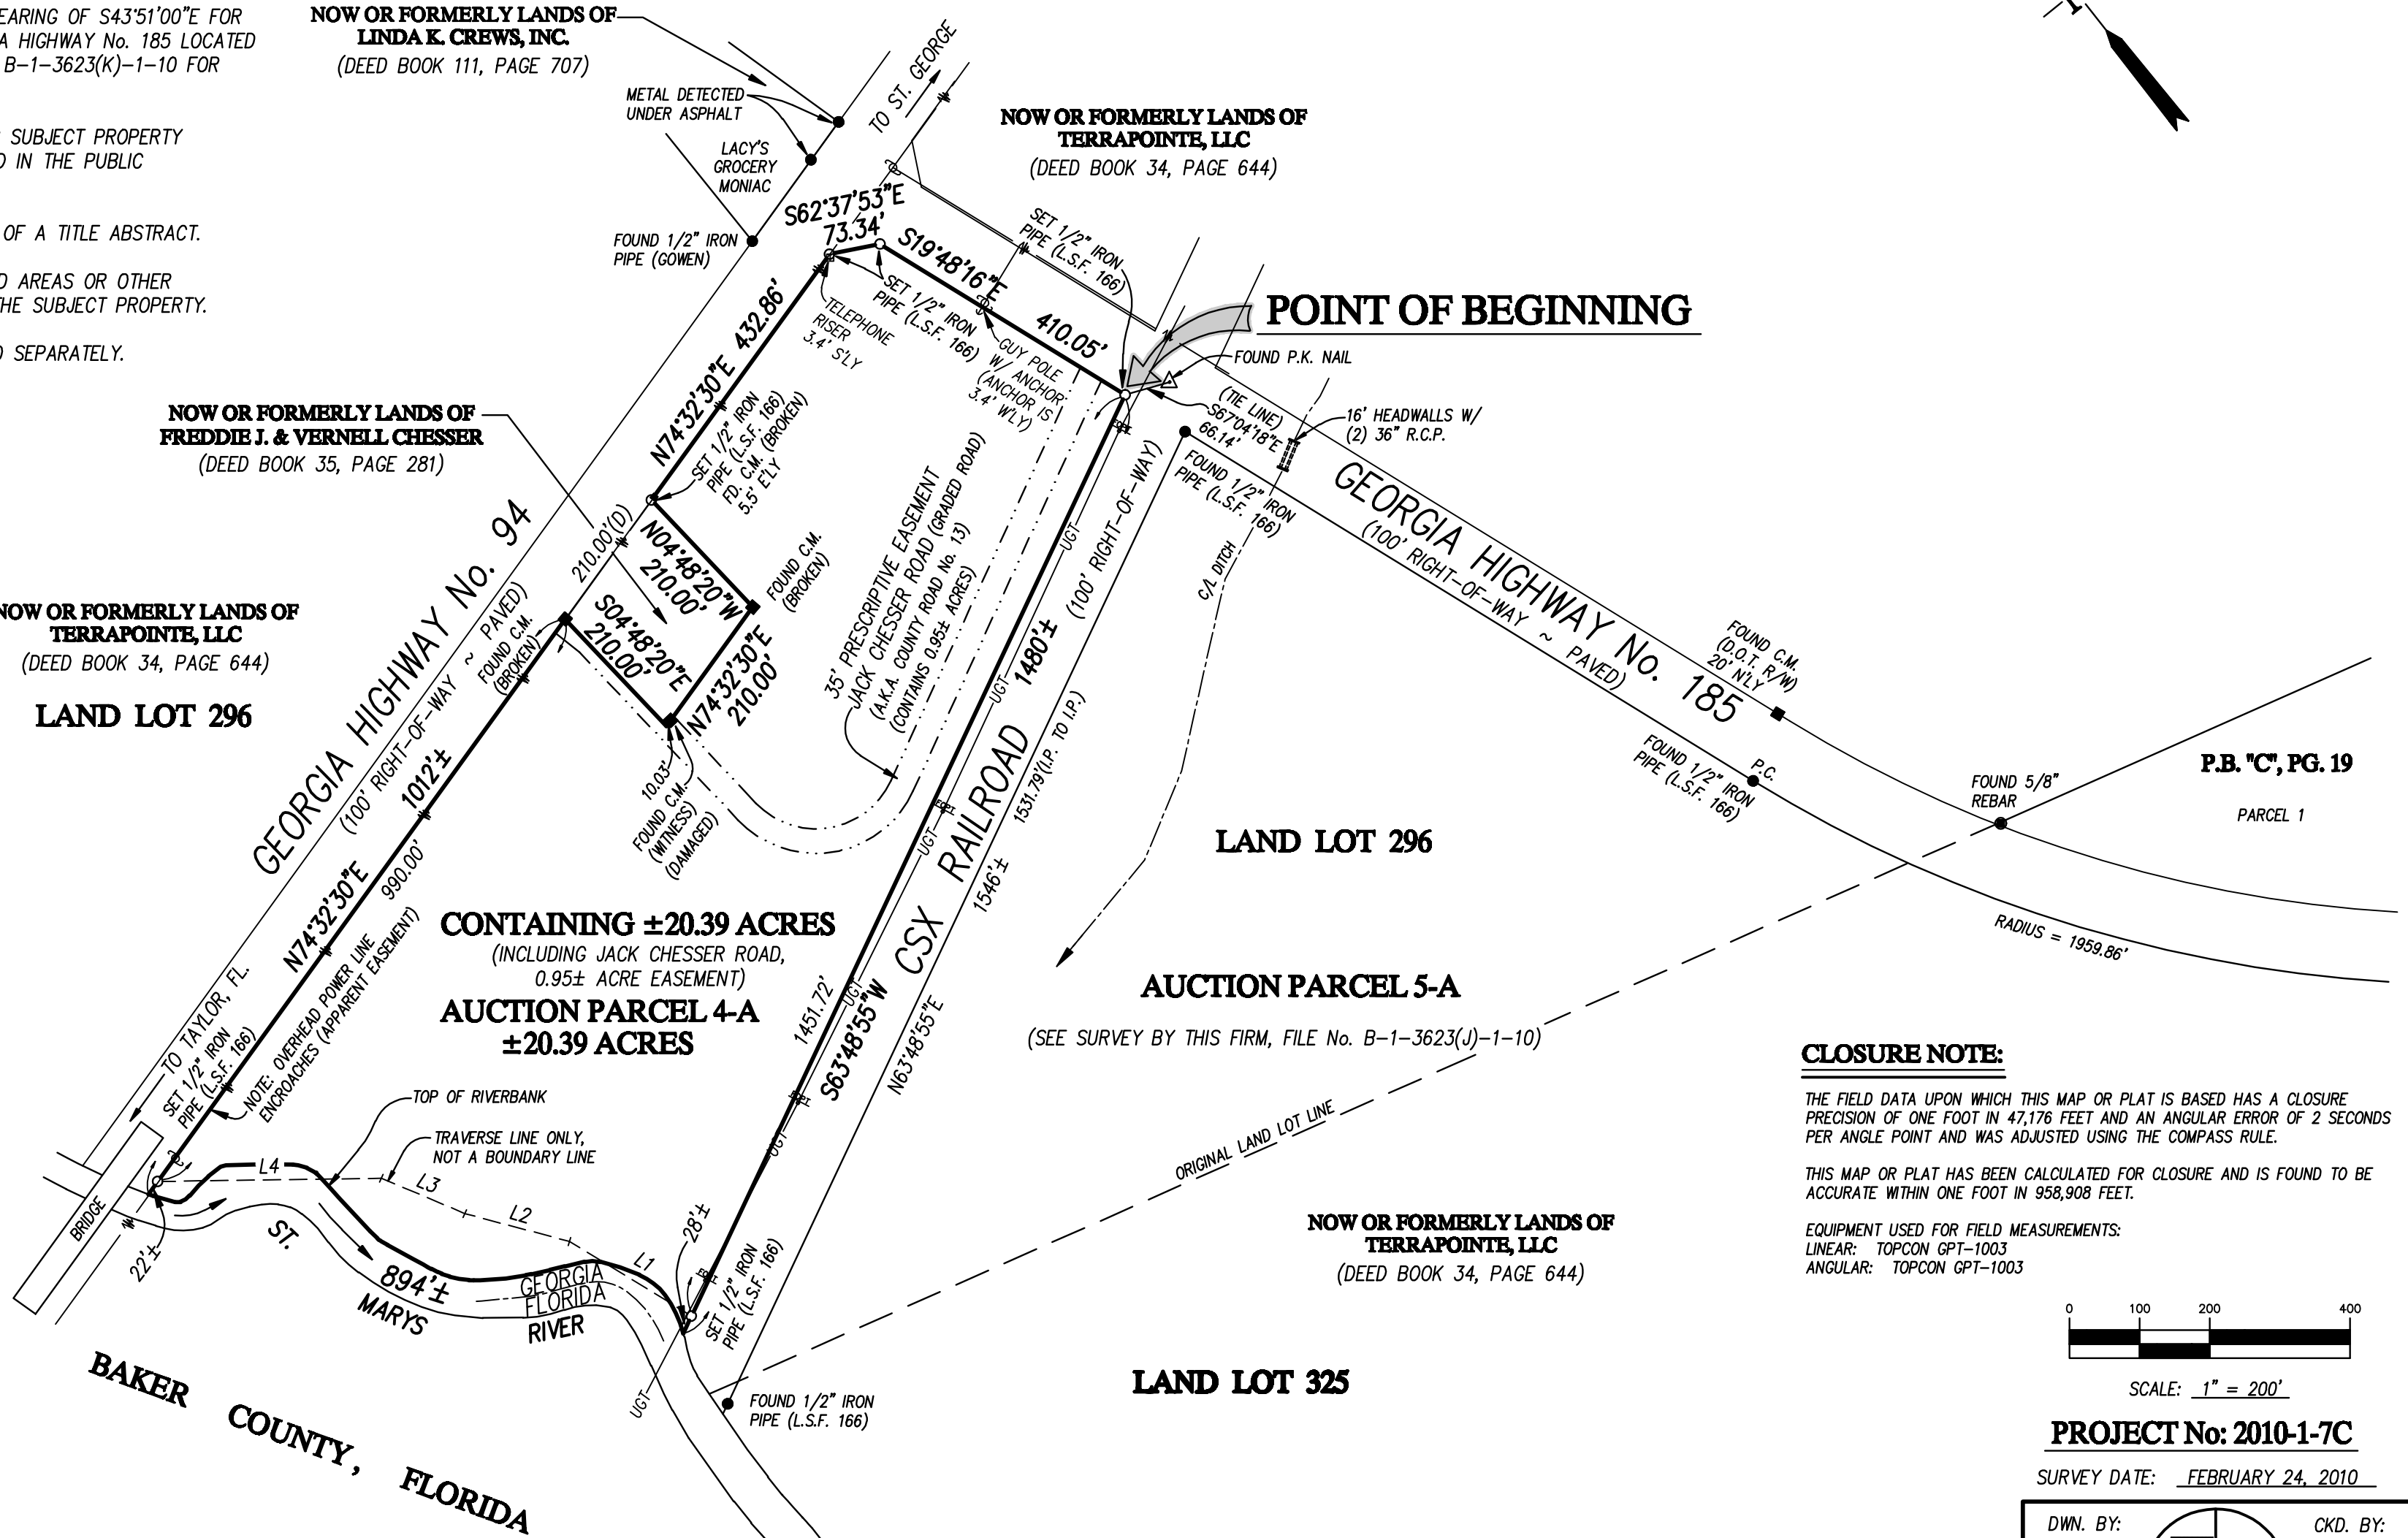 EARING OF S43°51'00"E FOR
A HIGHWAY No. 185 LOCATED
B-1-3623(K)-1-10 FOR
SUBJECT PROPERTY
D IN THE PUBLIC
OF A TITLE ABSTRACT.
D AREAS OR OTHER
THE SUBJECT PROPERTY.
D SEPARATELY.
NOW OR FORMERLY LANDS OF
LINDA K. CREWS, INC.
(DEED BOOK 111, PAGE 707)
METAL DETECTED
UNDER ASPHALT
LACY'S
GROCERY
MONIAC
FOUND 1/2" IRON
PIPE (GOWEN)
TO ST. GEORGE
NOW OR FORMERLY LANDS OF
TERRAPOINTE, LLC
(DEED BOOK 34, PAGE 644)
S62°37'53"E
73.34'
S19°48'16"E
410.05'
SET 1/2" IRON
PIPE (L.S.F. 166)
SET 1/2" IRON
PIPE (L.S.F. 166)
TELEPHONE
RISER
3.4' S'LY
GUY POLE
W/ ANCHOR
(ANCHOR IS
3.4' W'LY)
POINT OF BEGINNING
FOUND P.K. NAIL
(TIE LINE)
S67°04'18"E
66.14'
16' HEADWALLS W/
(2) 36" R.C.P.
N74°32'30"E 432.86'
SET 1/2" IRON
PIPE (L.S.F. 166)
FD. C.M. (BROKEN)
5.5' E'LY
NOW OR FORMERLY LANDS OF
FREDDIE J. & VERNELL CHESSER
(DEED BOOK 35, PAGE 281)
210.00'(D)
N04°48'20"W
210.00'
FOUND C.M.
(BROKEN)
S04°48'20"E
210.00'
N74°32'30"E
210.00'
FOUND C.M.
(BROKEN)
10.03'
FOUND C.M.
(WITNESS)
(DAMAGED)
35' PRESCRIPTIVE EASEMENT
JACK CHESSER ROAD (GRADED ROAD)
(A.K.A. COUNTY ROAD No. 13)
(CONTAINS 0.95± ACRES)
FOUND 1/2" IRON
PIPE (L.S.F. 166)
C/L DITCH
GEORGIA HIGHWAY No. 185
(100' RIGHT-OF-WAY ~ PAVED)
FOUND C.M.
(D.O.T. R/W)
20' N'LY
FOUND 1/2" IRON
PIPE (L.S.F. 166)
P.C.
FOUND 5/8"
REBAR
P.B. "C", PG. 19
PARCEL 1
RADIUS = 1959.86'
NOW OR FORMERLY LANDS OF
TERRAPOINTE, LLC
(DEED BOOK 34, PAGE 644)
LAND LOT 296
GEORGIA HIGHWAY No. 94
(100' RIGHT-OF-WAY ~ PAVED)
N74°32'30"E 1012'±
990.00'
TO TAYLOR, FL.
SET 1/2" IRON
PIPE (L.S.F. 166)
NOTE: OVERHEAD POWER LINE
ENCROACHES (APPARENT EASEMENT)
CONTAINING ±20.39 ACRES
(INCLUDING JACK CHESSER ROAD,
0.95± ACRE EASEMENT)
AUCTION PARCEL 4-A
±20.39 ACRES
UGT
UGT
UGT
UGT
UGT
UGT
UGT
1480'±
1451.72'
S63°48'55"W
CSX RAILROAD (100' RIGHT-OF-WAY)
1531.79'(I.P. TO I.P.)
1546'±
N63°48'55"E
LAND LOT 296
AUCTION PARCEL 5-A
(SEE SURVEY BY THIS FIRM, FILE No. B-1-3623(J)-1-10)
ORIGINAL LAND LOT LINE
NOW OR FORMERLY LANDS OF
TERRAPOINTE, LLC
(DEED BOOK 34, PAGE 644)
LAND LOT 325
TOP OF RIVERBANK
TRAVERSE LINE ONLY,
NOT A BOUNDARY LINE
L4
L3
L2
L1
BRIDGE
22'±
28'±
894'±
ST. MARYS RIVER
GEORGIA
FLORIDA
SET 1/2" IRON
PIPE (L.S.F. 166)
FOUND 1/2" IRON
PIPE (L.S.F. 166)
BAKER COUNTY, FLORIDA
CLOSURE NOTE:
THE FIELD DATA UPON WHICH THIS MAP OR PLAT IS BASED HAS A CLOSURE
PRECISION OF ONE FOOT IN 47,176 FEET AND AN ANGULAR ERROR OF 2 SECONDS
PER ANGLE POINT AND WAS ADJUSTED USING THE COMPASS RULE.
THIS MAP OR PLAT HAS BEEN CALCULATED FOR CLOSURE AND IS FOUND TO BE
ACCURATE WITHIN ONE FOOT IN 958,908 FEET.
EQUIPMENT USED FOR FIELD MEASUREMENTS:
LINEAR: TOPCON GPT-1003
ANGULAR: TOPCON GPT-1003
0 100 200 400
SCALE: 1" = 200'
PROJECT No: 2010-1-7C
SURVEY DATE: FEBRUARY 24, 2010
DWN. BY:
CKD. BY: